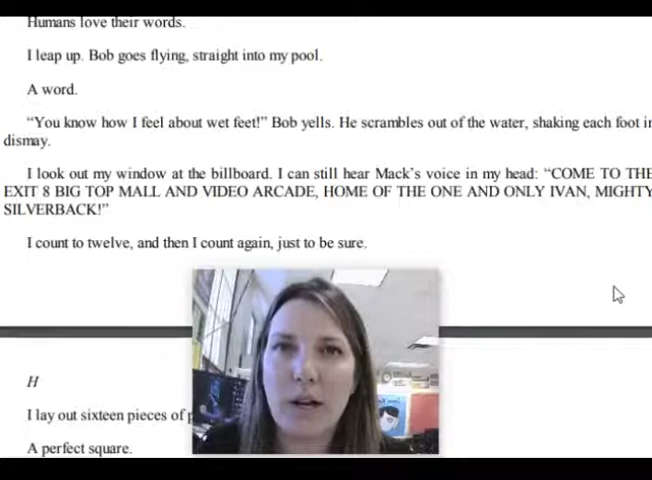 Humans love their words.
I leap up. Bob goes flying, straight into my pool.
A word.
“You know how I feel about wet feet!” Bob yells. He scrambles out of the water, shaking each foot in
dismay.
I look out my window at the billboard. I can still hear Mack’s voice in my head: “COME TO THE
EXIT 8 BIG TOP MALL AND VIDEO ARCADE, HOME OF THE ONE AND ONLY IVAN, MIGHTY
SILVERBACK!”
I count to twelve, and then I count again, just to be sure.
H
I lay out sixteen pieces of
A perfect square.